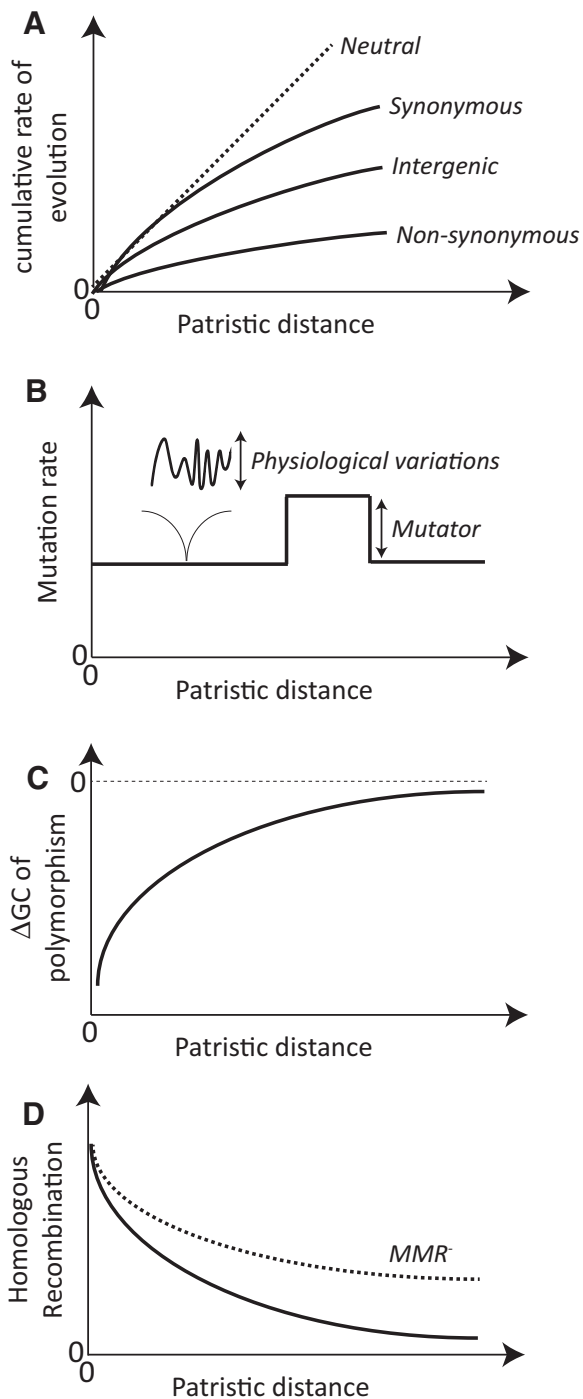 A
cumulative rate of
evolution
Neutral
Synonymous
Intergenic
Non-synonymous
0
0
Patristic distance
B
Mutation rate
Physiological variations
Mutator
0
0
Patristic distance
C
0
ΔGC of
polymorphism
0
Patristic distance
D
Homologous
Recombination
MMR-
0
0
Patristic distance